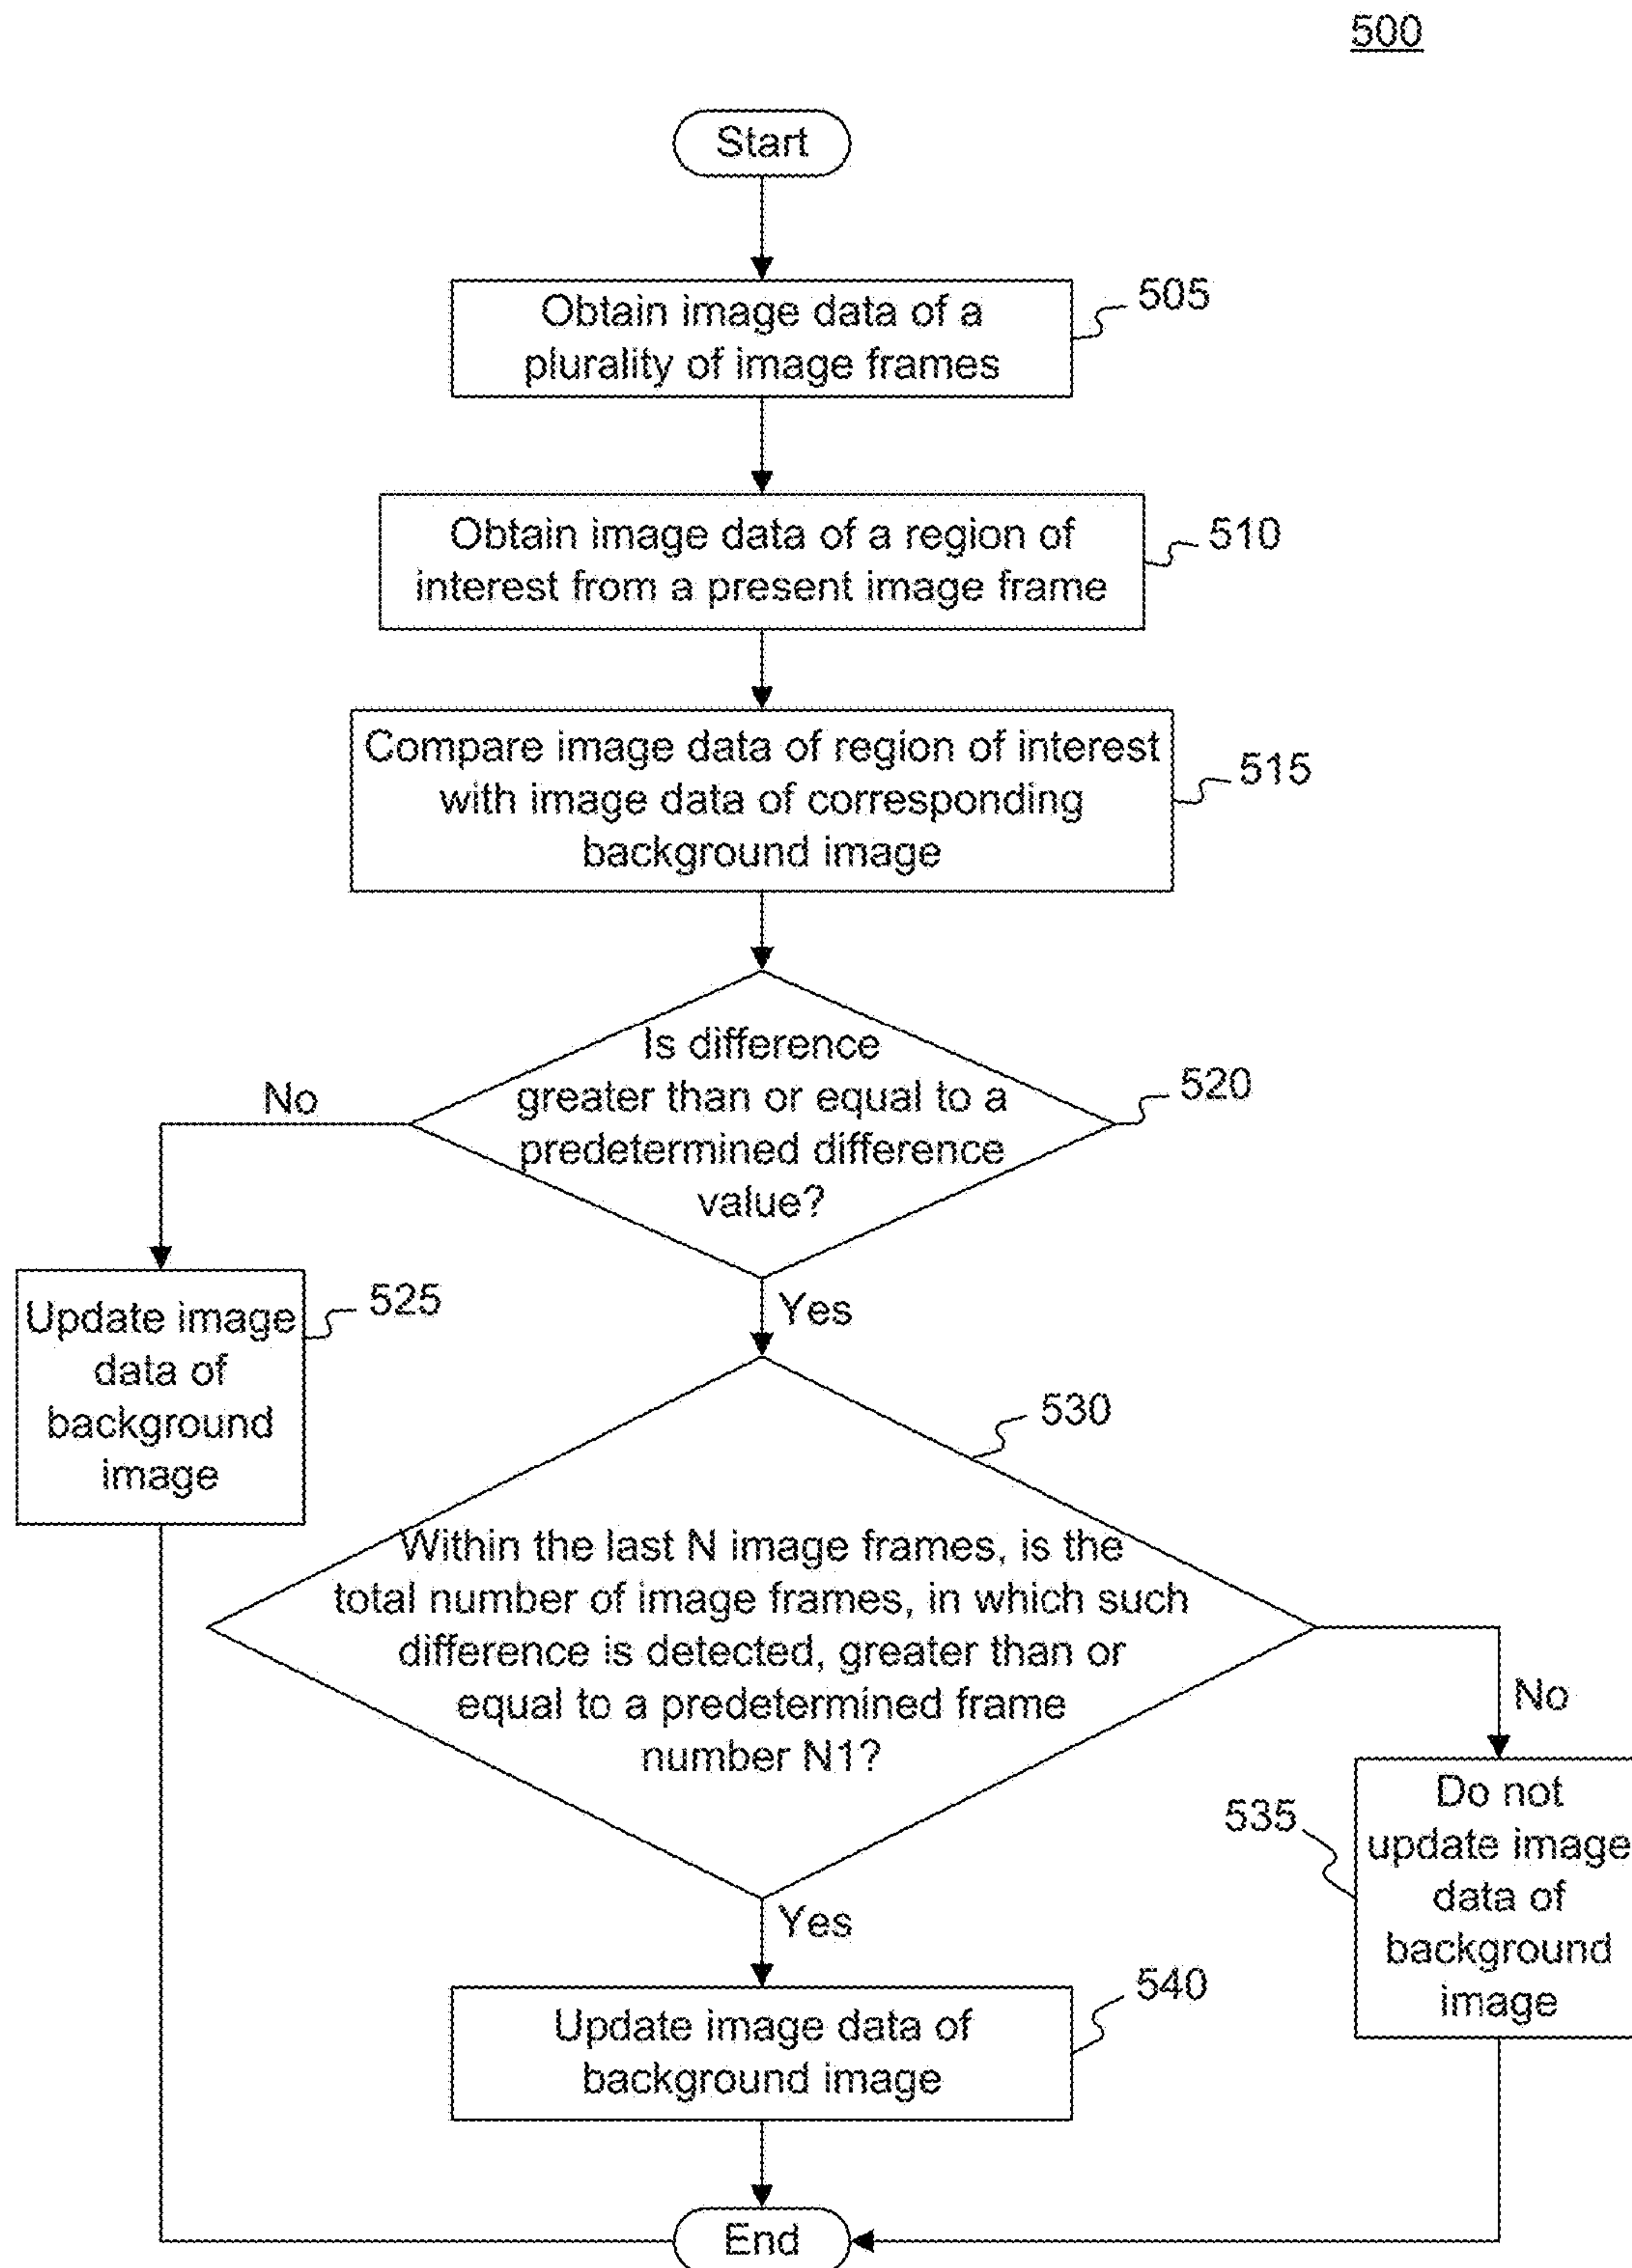 500
Start
Obtain image data of a
plurality of image frames
505
Obtain image data of a region of
interest from a present image frame
510
Compare image data of region of interest
with image data of corresponding
background image
515
Is difference
greater than or equal to a
predetermined difference
value?
520
No
Yes
Update image
data of
background
image
525
530
Within the last N image frames, is the
total number of image frames, in which such
difference is detected, greater than or
equal to a predetermined frame
number N1?
No
Yes
535
Do not
update image
data of
background
image
540
Update image data of
background image
End